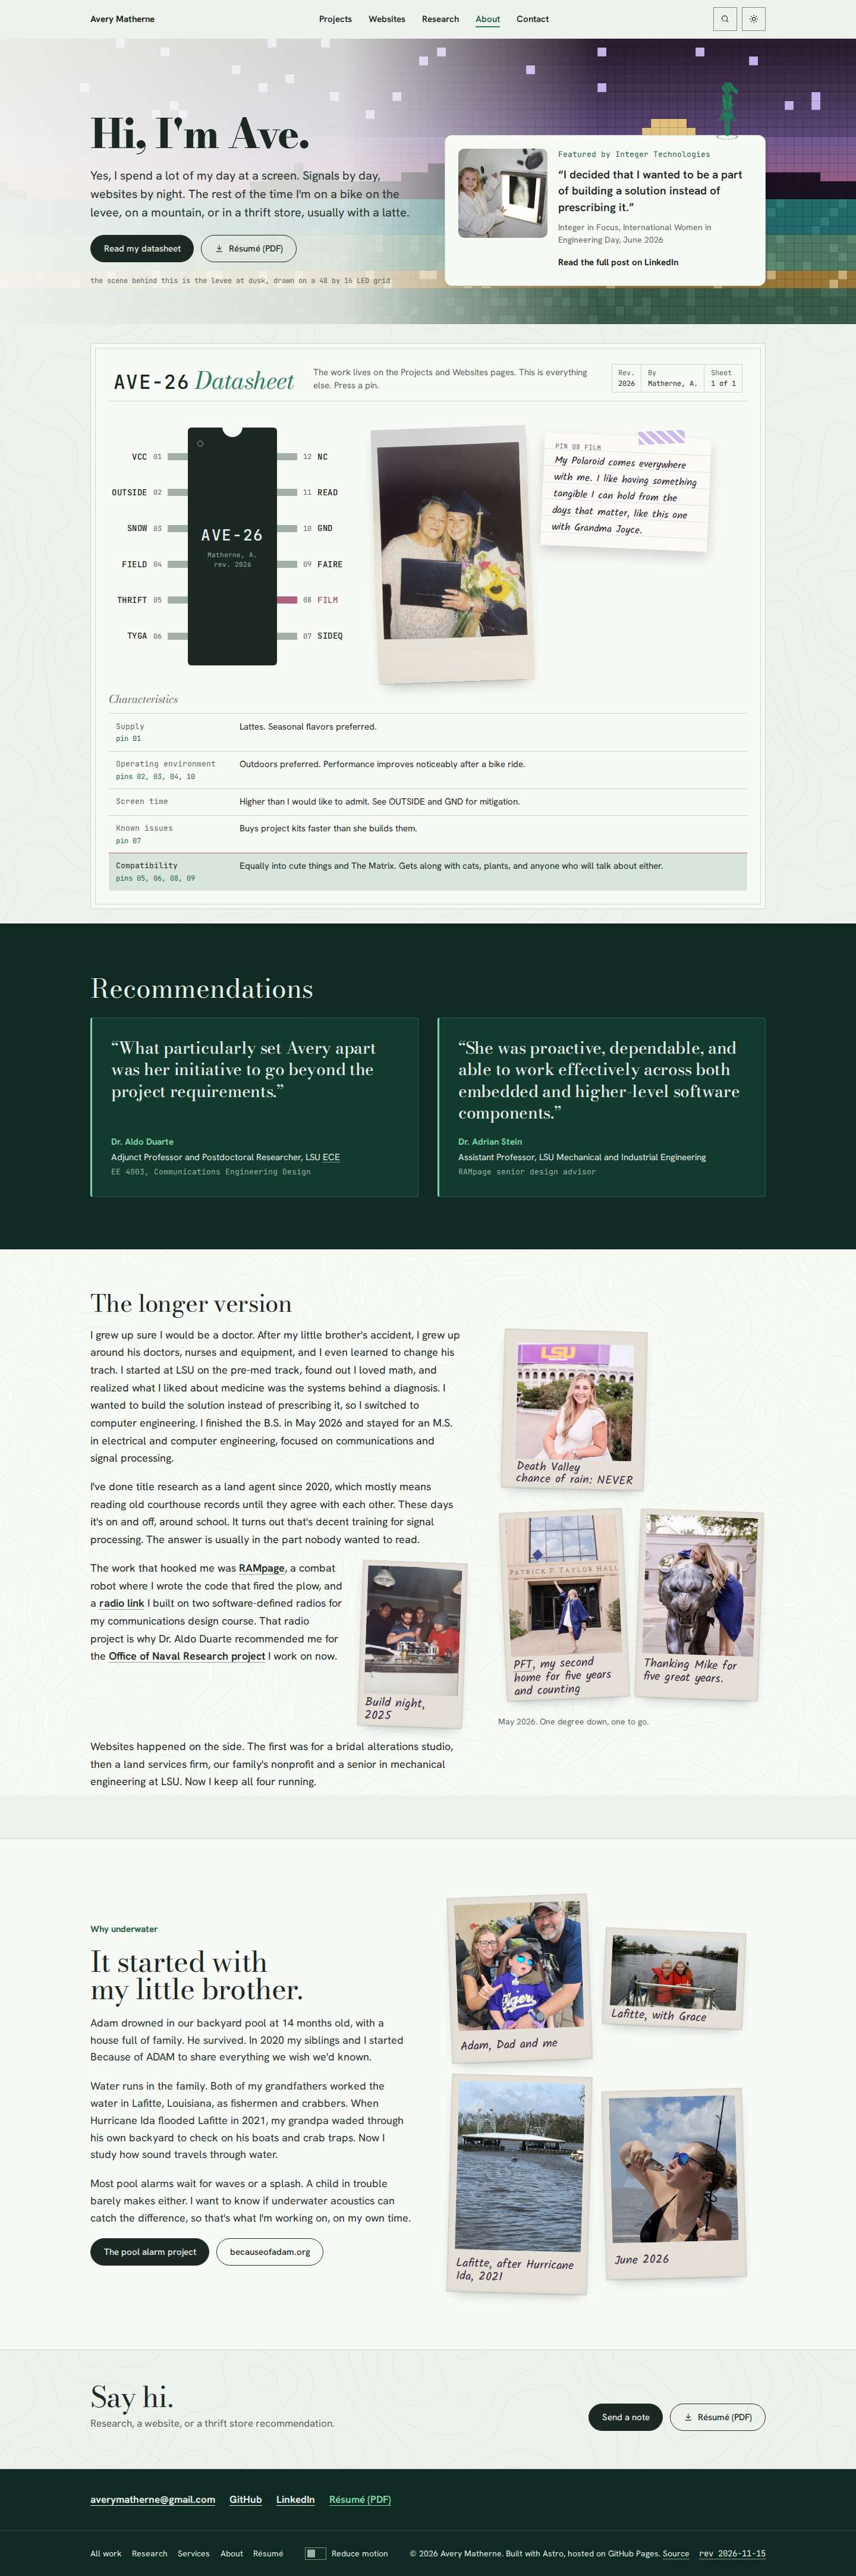 Avery Matherne
Projects Websites Research About Contact
Hi, I'm Ave.
Yes, I spend a lot of my day at a screen. Signals by day,
websites by night. The rest of the time I'm on a bike on the
levee, on a mountain, or in a thrift store, usually with a latte.
Read my datasheet Résumé (PDF)
the scene behind this is the levee at dusk, drawn on a 48 by 16 LED grid
Featured by Integer Technologies
“I decided that I wanted to be a part
of building a solution instead of
prescribing it.”
Integer in Focus, International Women in
Engineering Day, June 2026
Read the full post on LinkedIn
AVE-26 Datasheet
The work lives on the Projects and Websites pages. This is everything
else. Press a pin.
Rev. By Sheet
2026 Matherne, A. 1 of 1
VCC 01
OUTSIDE 02
SNOW 03
FIELD 04
THRIFT 05
TYGA 06
AVE-26
Matherne, A.
rev. 2026
12 NC
11 READ
10 GND
09 FAIRE
08 FILM
07 SIDEQ
PIN 08 FILM
My Polaroid comes everywhere
with me. I like having something
tangible I can hold from the
days that matter, like this one
with Grandma Joyce.
Characteristics
Supply
pin 01
Lattes. Seasonal flavors preferred.
Operating environment
pins 02, 03, 04, 10
Outdoors preferred. Performance improves noticeably after a bike ride.
Screen time
Higher than I would like to admit. See OUTSIDE and GND for mitigation.
Known issues
pin 07
Buys project kits faster than she builds them.
Compatibility
pins 05, 06, 08, 09
Equally into cute things and The Matrix. Gets along with cats, plants, and anyone who will talk about either.
Recommendations
“What particularly set Avery apart
was her initiative to go beyond the
project requirements.”
Dr. Aldo Duarte
Adjunct Professor and Postdoctoral Researcher, LSU ECE
EE 4003, Communications Engineering Design
“She was proactive, dependable, and
able to work effectively across both
embedded and higher-level software
components.”
Dr. Adrian Stein
Assistant Professor, LSU Mechanical and Industrial Engineering
RAMpage senior design advisor
The longer version
I grew up sure I would be a doctor. After my little brother's accident, I grew up
around his doctors, nurses and equipment, and I even learned to change his
trach. I started at LSU on the pre-med track, found out I loved math, and
realized what I liked about medicine was the systems behind a diagnosis. I
wanted to build the solution instead of prescribing it, so I switched to
computer engineering. I finished the B.S. in May 2026 and stayed for an M.S.
in electrical and computer engineering, focused on communications and
signal processing.
I've done title research as a land agent since 2020, which mostly means
reading old courthouse records until they agree with each other. These days
it's on and off, around school. It turns out that's decent training for signal
processing. The answer is usually in the part nobody wanted to read.
The work that hooked me was RAMpage, a combat
robot where I wrote the code that fired the plow, and
a radio link I built on two software-defined radios for
my communications design course. That radio
project is why Dr. Aldo Duarte recommended me for
the Office of Naval Research project I work on now.
Build night,
2025
Websites happened on the side. The first was for a bridal alterations studio,
then a land services firm, our family's nonprofit and a senior in mechanical
engineering at LSU. Now I keep all four running.
LSU
Death Valley
chance of rain: NEVER
PATRICK F. TAYLOR HALL
PFT, my second
home for five years
and counting
Thanking Mike for
five great years.
May 2026. One degree down, one to go.
Why underwater
It started with
my little brother.
Adam drowned in our backyard pool at 14 months old, with a
house full of family. He survived. In 2020 my siblings and I started
Because of ADAM to share everything we wish we'd known.
Water runs in the family. Both of my grandfathers worked the
water in Lafitte, Louisiana, as fishermen and crabbers. When
Hurricane Ida flooded Lafitte in 2021, my grandpa waded through
his own backyard to check on his boats and crab traps. Now I
study how sound travels through water.
Most pool alarms wait for waves or a splash. A child in trouble
barely makes either. I want to know if underwater acoustics can
catch the difference, so that's what I'm working on, on my own time.
The pool alarm project becauseofadam.org
Tigers
Adam, Dad and me
Lafitte, with Grace
Lafitte, after Hurricane
Ida, 2021
June 2026
Say hi.
Research, a website, or a thrift store recommendation.
Send a note Résumé (PDF)
averymatherne@gmail.com GitHub LinkedIn Résumé (PDF)
All work Research Services About Résumé Reduce motion © 2026 Avery Matherne. Built with Astro, hosted on GitHub Pages. Source rev 2026-11-15